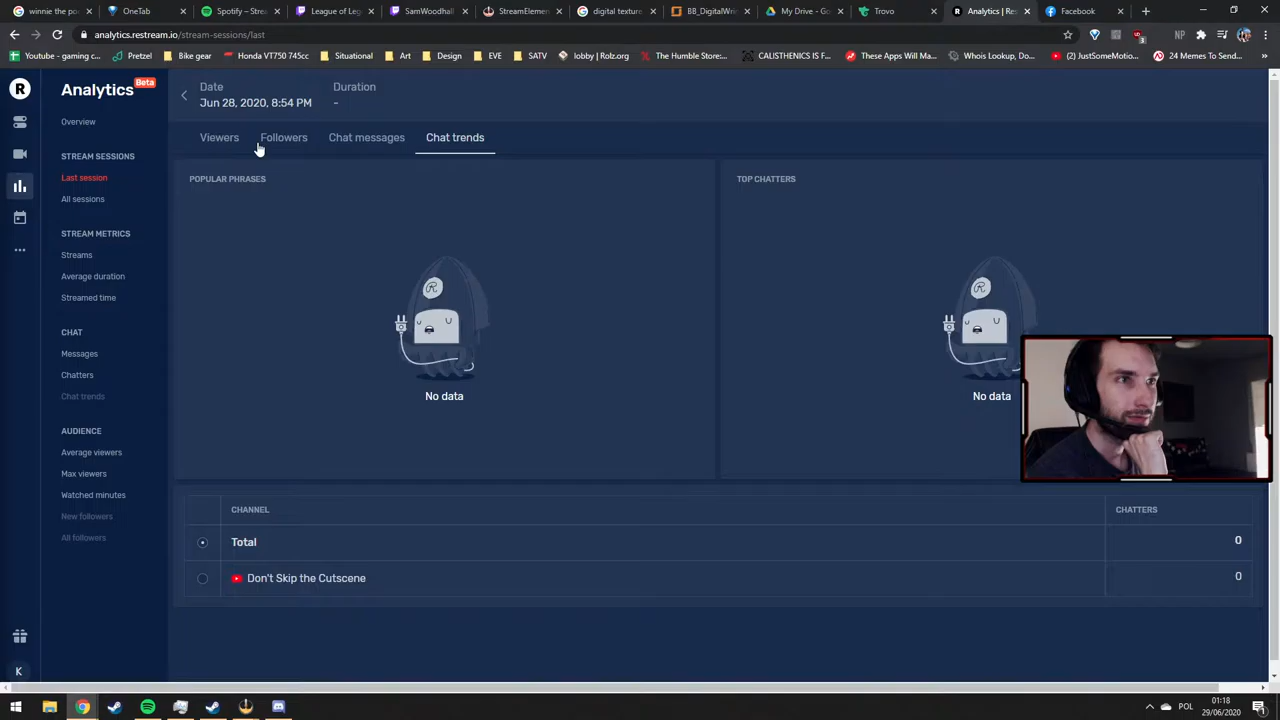 winnie the p
OneTab
Spotify – Strea
League of Leg
SamWoodhall
StreamElemen
digital texture
BB_DigitalWri
My Drive - Go
Trovo
Analytics | Res
Facebook
analytics.restream.io/stream-sessions/last
NP
Youtube - gaming c...
Pretzel
Bike gear
Honda VT750 745cc
Situational
Art
Design
EVE
SATV
lobby | Rolz.org
The Humble Store:...
CALISTHENICS IS F...
These Apps Will Ma...
Whois Lookup, Do...
(2) JustSomeMotion...
24 Memes To Sen...
R
Analytics
Beta
Overview
STREAM SESSIONS
Last session
All sessions
STREAM METRICS
Streams
Average duration
Streamed time
CHAT
Messages
Chatters
Chat trends
AUDIENCE
Average viewers
Max viewers
Watched minutes
New followers
All followers
K
Date
Duration
Jun 28, 2020, 8:54 PM
-
Viewers
Followers
Chat messages
Chat trends
POPULAR PHRASES
TOP CHATTERS
R
R
No data
No data
CHANNEL
CHATTERS
Total
0
Don't Skip the Cutscene
0
POL
01:18
29/06/2020